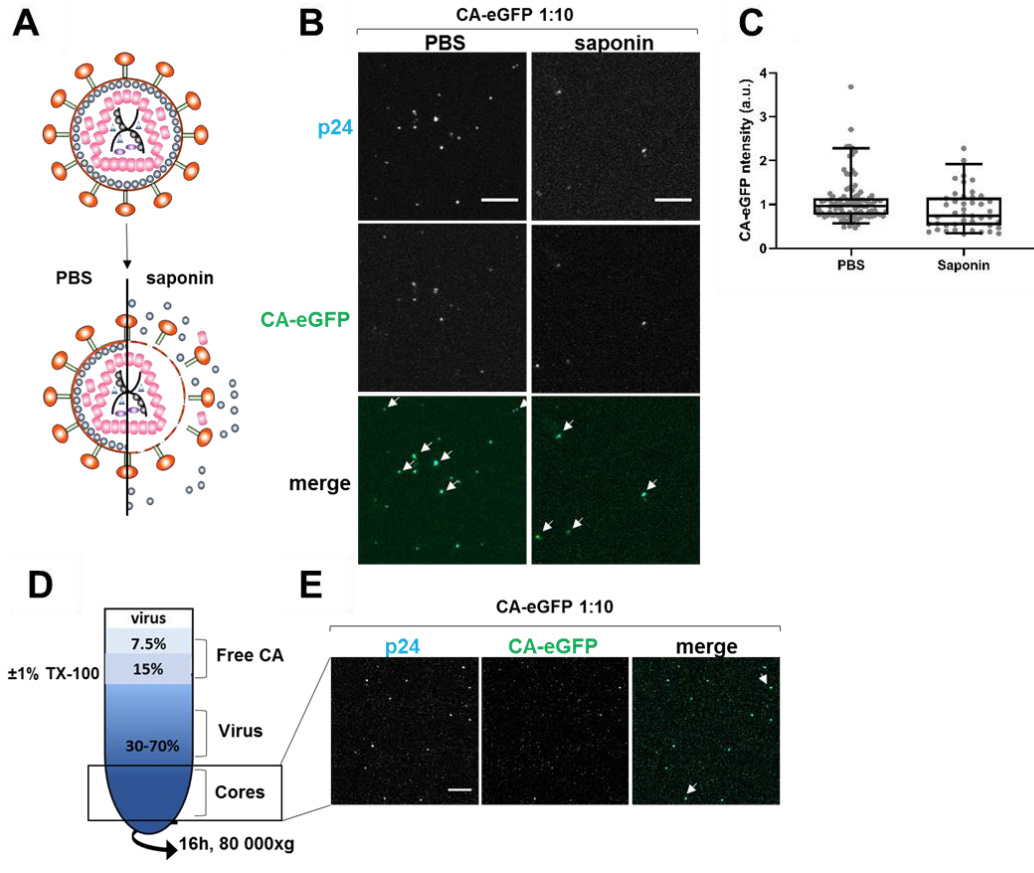 A
PBS
saponin
B
CA-eGFP 1:10
PBS
saponin
p24
CA-eGFP
merge
C
CA-eGFP ntensity (a.u.)
4
3
2
1
0
PBS
Saponin
D
virus
7.5%
15%
±1% TX-100
30-70%
Free CA
Virus
Cores
16h, 80 000xg
E
CA-eGFP 1:10
p24
CA-eGFP
merge